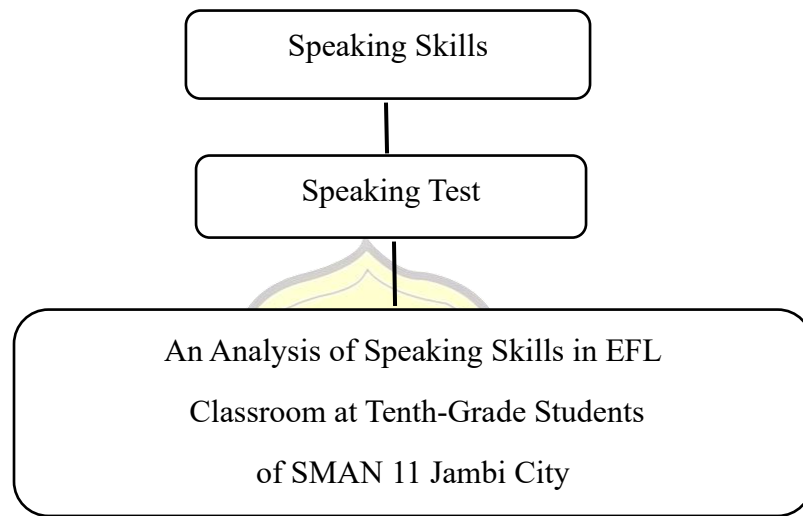 Speaking Skills
Speaking Test
An Analysis of Speaking Skills in EFL
Classroom at Tenth-Grade Students
of SMAN 11 Jambi City